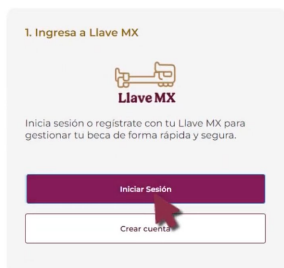 1. Ingresa a Llave MX
Llave MX
Inicia sesión o regístrate con tu Llave MX para
gestionar tu beca de forma rápida y segura.
Iniciar Sesión
Crear cuenta